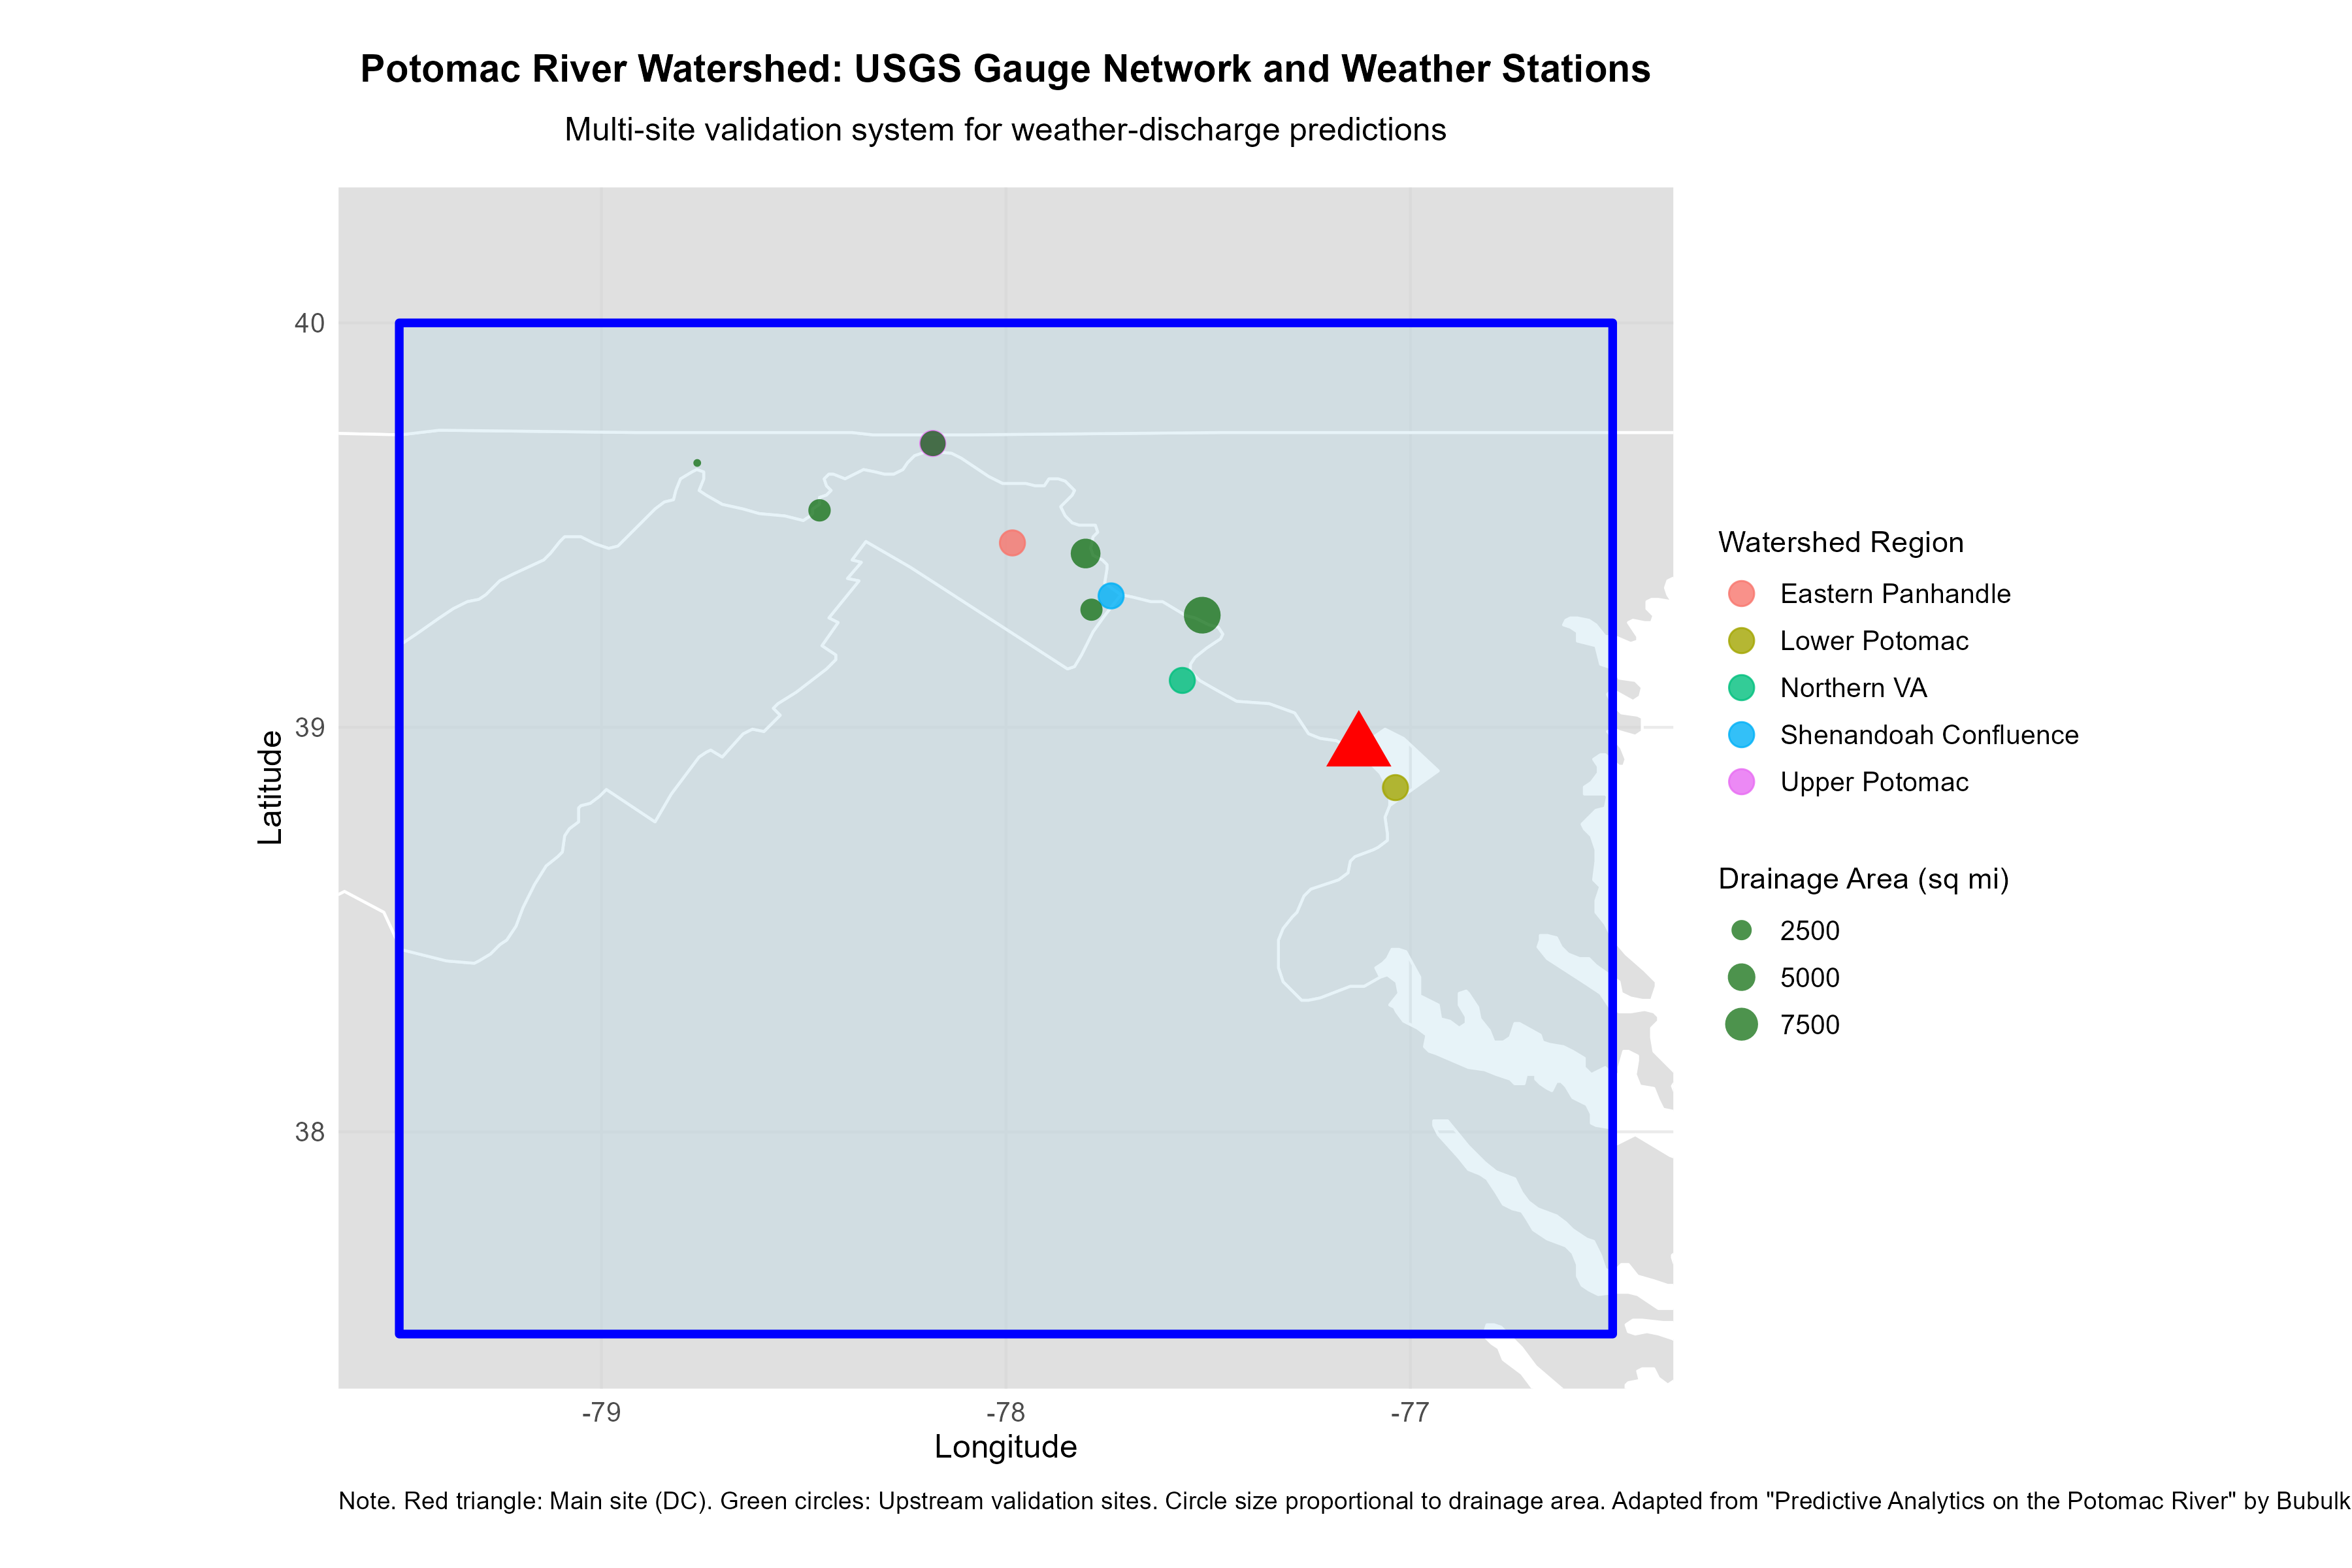 Potomac River Watershed: USGS Gauge Network and Weather Stations
Multi-site validation system for weather-discharge predictions
40
39
38
Latitude
-79
-78
-77
Longitude
Watershed Region
Eastern Panhandle
Lower Potomac
Northern VA
Shenandoah Confluence
Upper Potomac
Drainage Area (sq mi)
2500
5000
7500
Note. Red triangle: Main site (DC). Green circles: Upstream validation sites. Circle size proportional to drainage area. Adapted from "Predictive Analytics on the Potomac River" by Bubulk